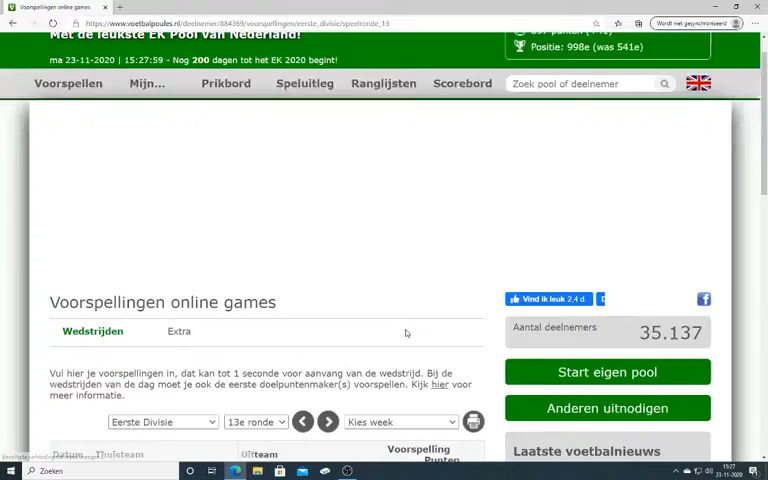 Voorspellingen online games
https://www.voetbalpoules.nl/deelnemer/884369/voorspellingen/eerste_divisie/speelronde_13
Wordt niet gesynchroniseerd
Met de leukste EK Pool van Nederland!
Positie: 998e (was 541e)
ma 23-11-2020 | 15:27:59 - Nog 200 dagen tot het EK 2020 begint!
Voorspellen Mijn... Prikbord Speluitleg Ranglijsten Scorebord Zoek pool of deelnemer
Voorspellingen online games
Vind ik leuk 2,4 d.
Wedstrijden Extra
Aantal deelnemers 35.137
Vul hier je voorspellingen in, dat kan tot 1 seconde voor aanvang van de wedstrijd. Bij de
wedstrijden van de dag moet je ook de eerste doelpuntenmaker(s) voorspellen. Kijk hier voor
meer informatie.
Start eigen pool
Anderen uitnodigen
Eerste Divisie 13e ronde Kies week
Datum Thuisteam Uitteam Voorspelling
Punten
Laatste voetbalnieuws
Zoeken
15:27
23-11-2020